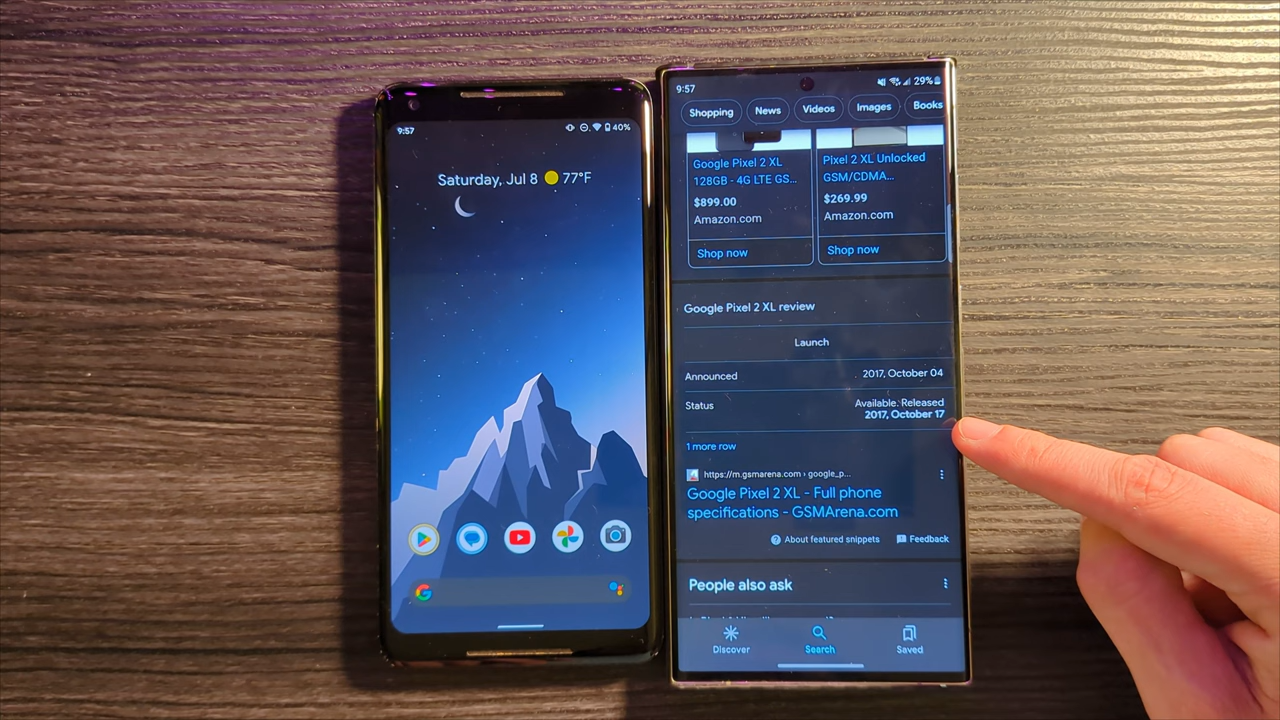 9:57
40%
Saturday, Jul 8 77°F
9:57
29%
Shopping
News
Videos
Images
Books
Google Pixel 2 XL
128GB - 4G LTE GS...
$899.00
Amazon.com
Shop now
Pixel 2 XL Unlocked
GSM/CDMA...
$269.99
Amazon.com
Shop now
Google Pixel 2 XL review
Launch
Announced
2017, October 04
Status
Available. Released
2017, October 17
1 more row
https://m.gsmarena.com › google_p...
Google Pixel 2 XL - Full phone
specifications - GSMArena.com
About featured snippets
Feedback
People also ask
Discover
Search
Saved